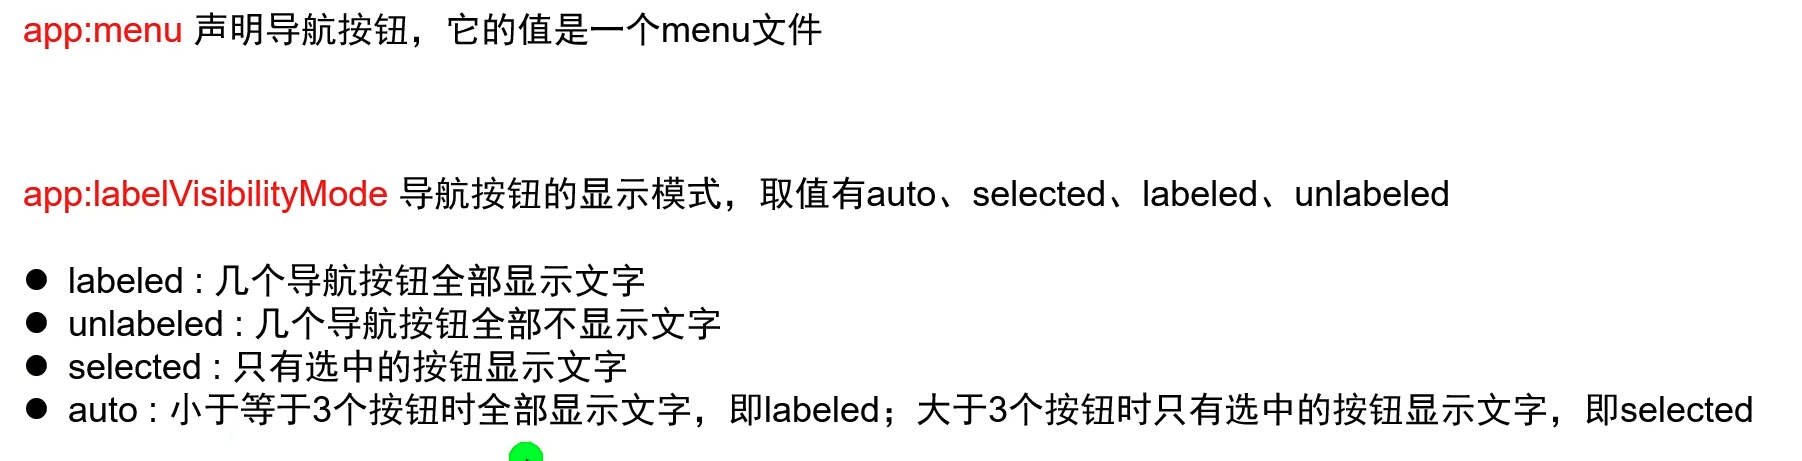 app:menu 声明导航按钮，它的值是一个menu文件
app:labelVisibilityMode 导航按钮的显示模式，取值有auto、selected、labeled、unlabeled
● labeled : 几个导航按钮全部显示文字
● unlabeled : 几个导航按钮全部不显示文字
● selected : 只有选中的按钮显示文字
● auto : 小于等于3个按钮时全部显示文字，即labeled；大于3个按钮时只有选中的按钮显示文字，即selected